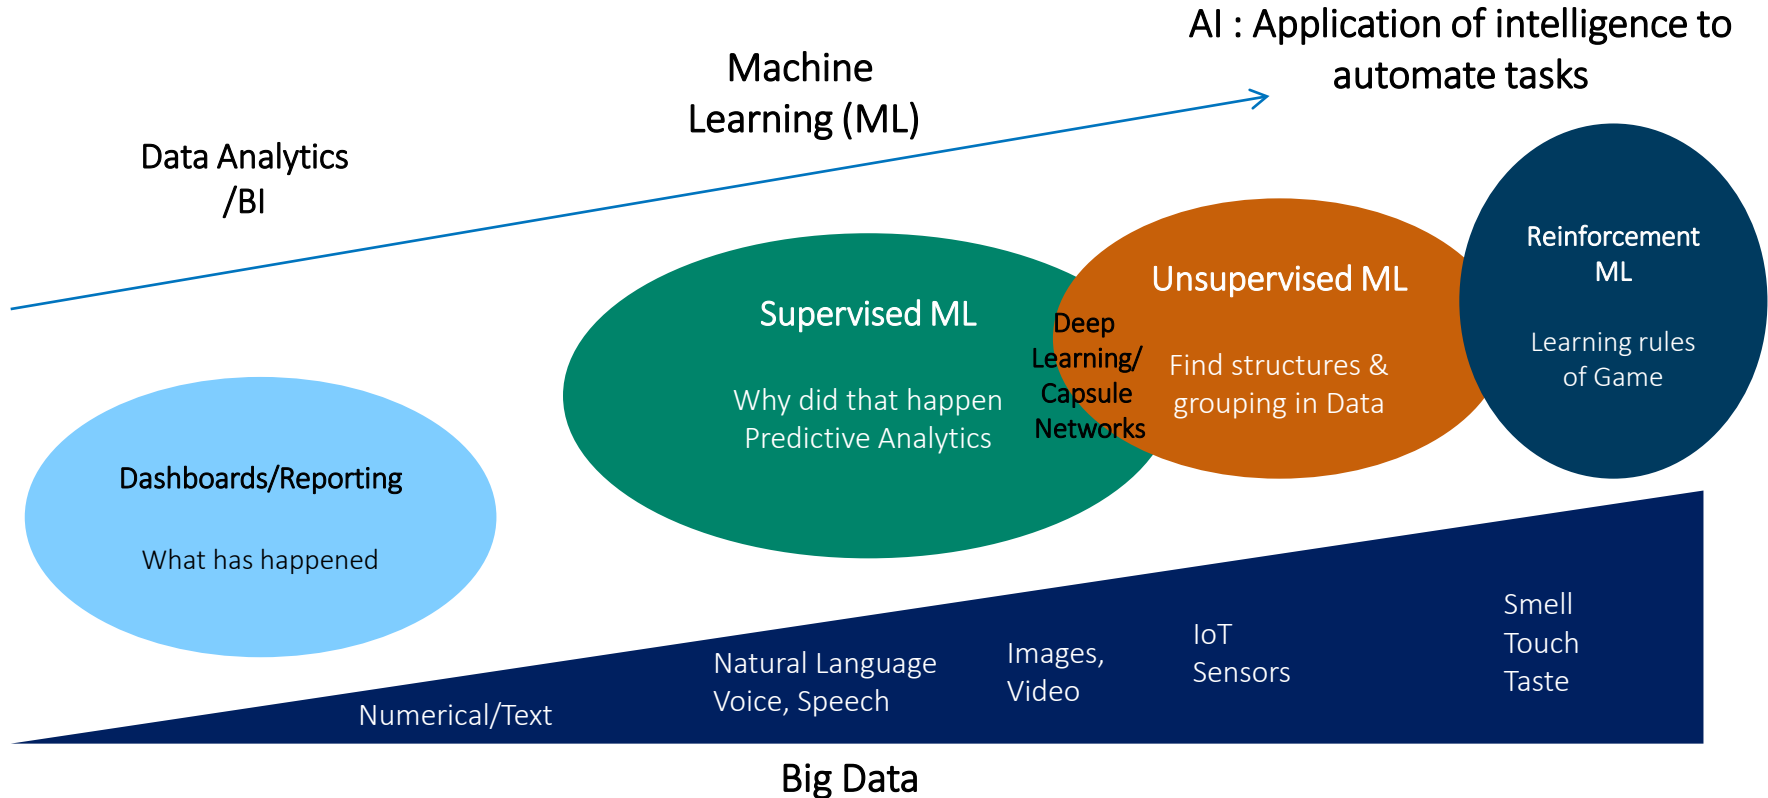 AI : Application of intelligence to
automate tasks
Machine
Learning (ML)
Data Analytics
/BI
Dashboards/Reporting
What has happened
Supervised ML
Why did that happen
Predictive Analytics
Deep
Learning/
Capsule
Networks
Unsupervised ML
Find structures &
grouping in Data
Reinforcement
ML
Learning rules
of Game
Numerical/Text
Natural Language
Voice, Speech
Images,
Video
IoT
Sensors
Smell
Touch
Taste
Big Data